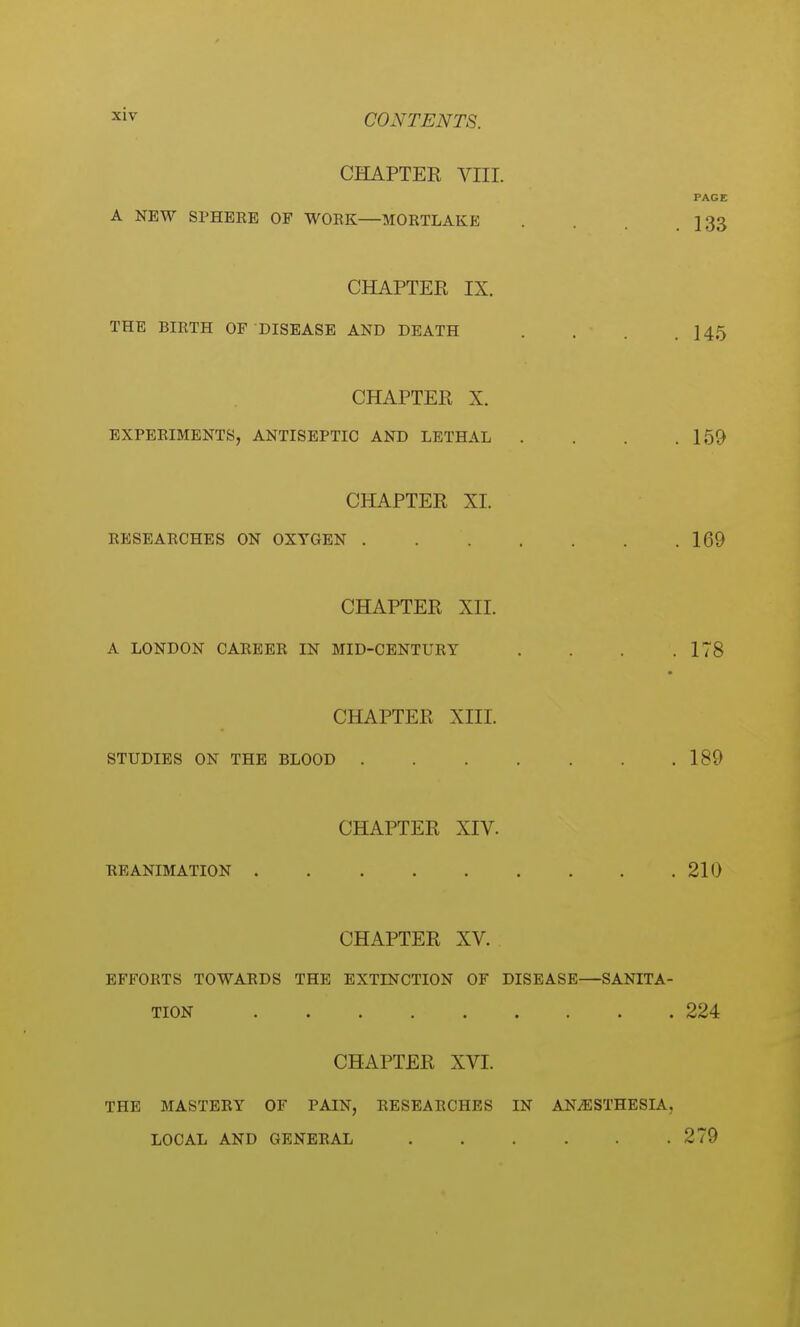 xiv CONTENTS.
CHAPTER VIII.
PAGE
A NEW SPHERE OF WORK—MORTLAKE . . . . 133
CHAPTER IX.
THE BIRTH OF DISEASE AND DEATH . . . . 145
CHAPTER X.
EXPERIMENTS, ANTISEPTIC AND LETHAL . . . . 159
CHAPTER XI.
RESEARCHES ON OXYGEN . . . . . . . 169
CHAPTER XII.
A LONDON CAREER IN MID-CENTURY . . . . 178
CHAPTER XIII.
STUDIES ON THE BLOOD . . . . . . . 189
CHAPTER XIV.
REANIMATION . . . . . . . . . 210
CHAPTER XV.
EFFORTS TOWARDS THE EXTINCTION OF DISEASE—SANITA-
TION . . . . . . . . . 224
CHAPTER XVI.
THE MASTERY OF PAIN, RESEARCHES IN ANÆSTHESIA,
LOCAL AND GENERAL . . . . . . 279